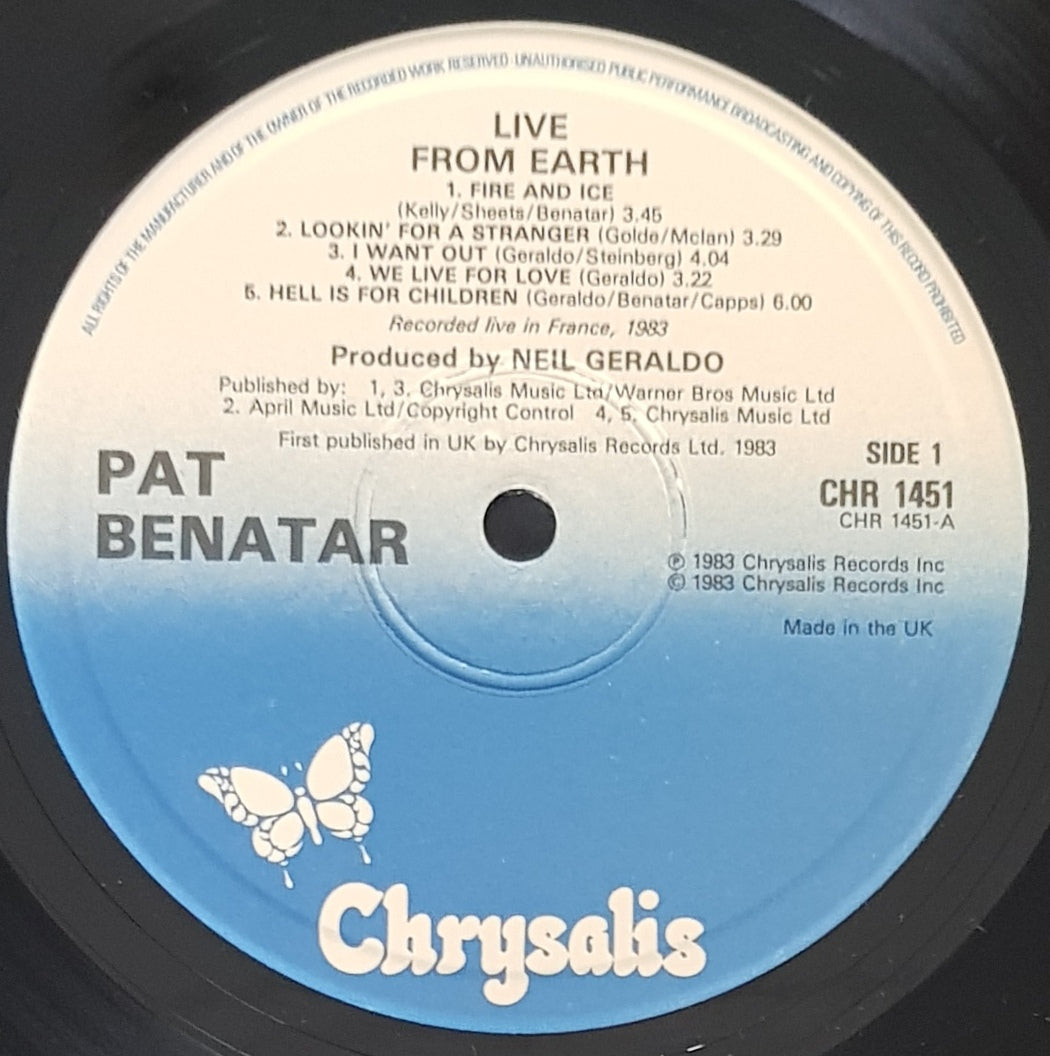 ALL RIGHTS OF THE MANUFACTURER AND OF THE OWNER OF THE RECORDED WORK RESERVED · UNAUTHORISED PUBLIC PERFORMANCE BROADCASTING AND COPYING OF THIS RECORD PROHIBITED
LIVE
FROM EARTH
1. FIRE AND ICE
(Kelly/Sheets/Benatar) 3.45
2. LOOKIN' FOR A STRANGER (Golde/McIan) 3.29
3. I WANT OUT (Geraldo/Steinberg) 4.04
4. WE LIVE FOR LOVE (Geraldo) 3.22
5. HELL IS FOR CHILDREN (Geraldo/Benatar/Capps) 6.00
Recorded live in France, 1983
Produced by NEIL GERALDO
Published by: 1, 3. Chrysalis Music Ltd/Warner Bros Music Ltd
2. April Music Ltd/Copyright Control 4, 5. Chrysalis Music Ltd
First published in UK by Chrysalis Records Ltd. 1983
PAT
BENATAR
SIDE 1
CHR 1451
CHR 1451-A
℗ 1983 Chrysalis Records Inc
© 1983 Chrysalis Records Inc
Made in the UK
Chrysalis